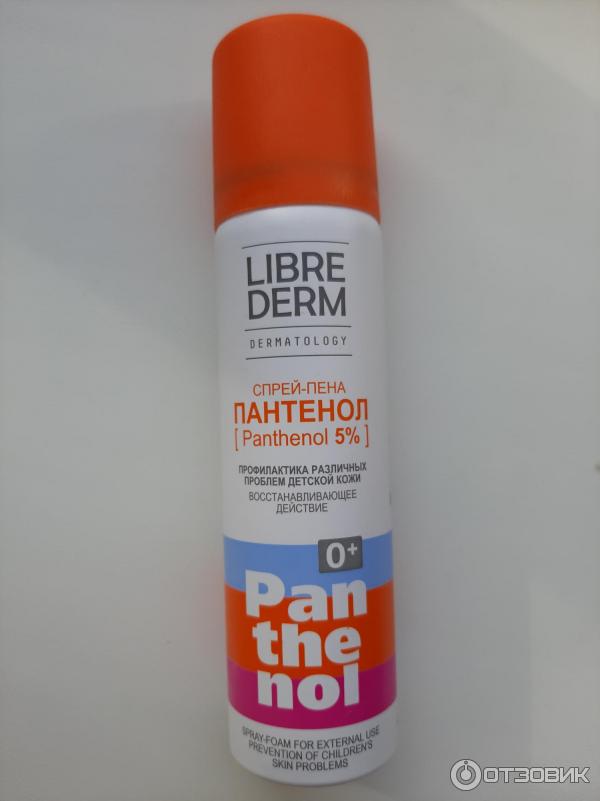 LIBRE
DERM
DERMATOLOGY
СПРЕЙ-ПЕНА
ПАНТЕНОЛ
[ Panthenol 5% ]
ПРОФИЛАКТИКА РАЗЛИЧНЫХ
ПРОБЛЕМ ДЕТСКОЙ КОЖИ
ВОССТАНАВЛИВАЮЩЕЕ
ДЕЙСТВИЕ
0+
Pan
the
nol
SPRAY-FOAM FOR EXTERNAL USE
PREVENTION OF CHILDREN'S
SKIN PROBLEMS
ОТЗОВИК